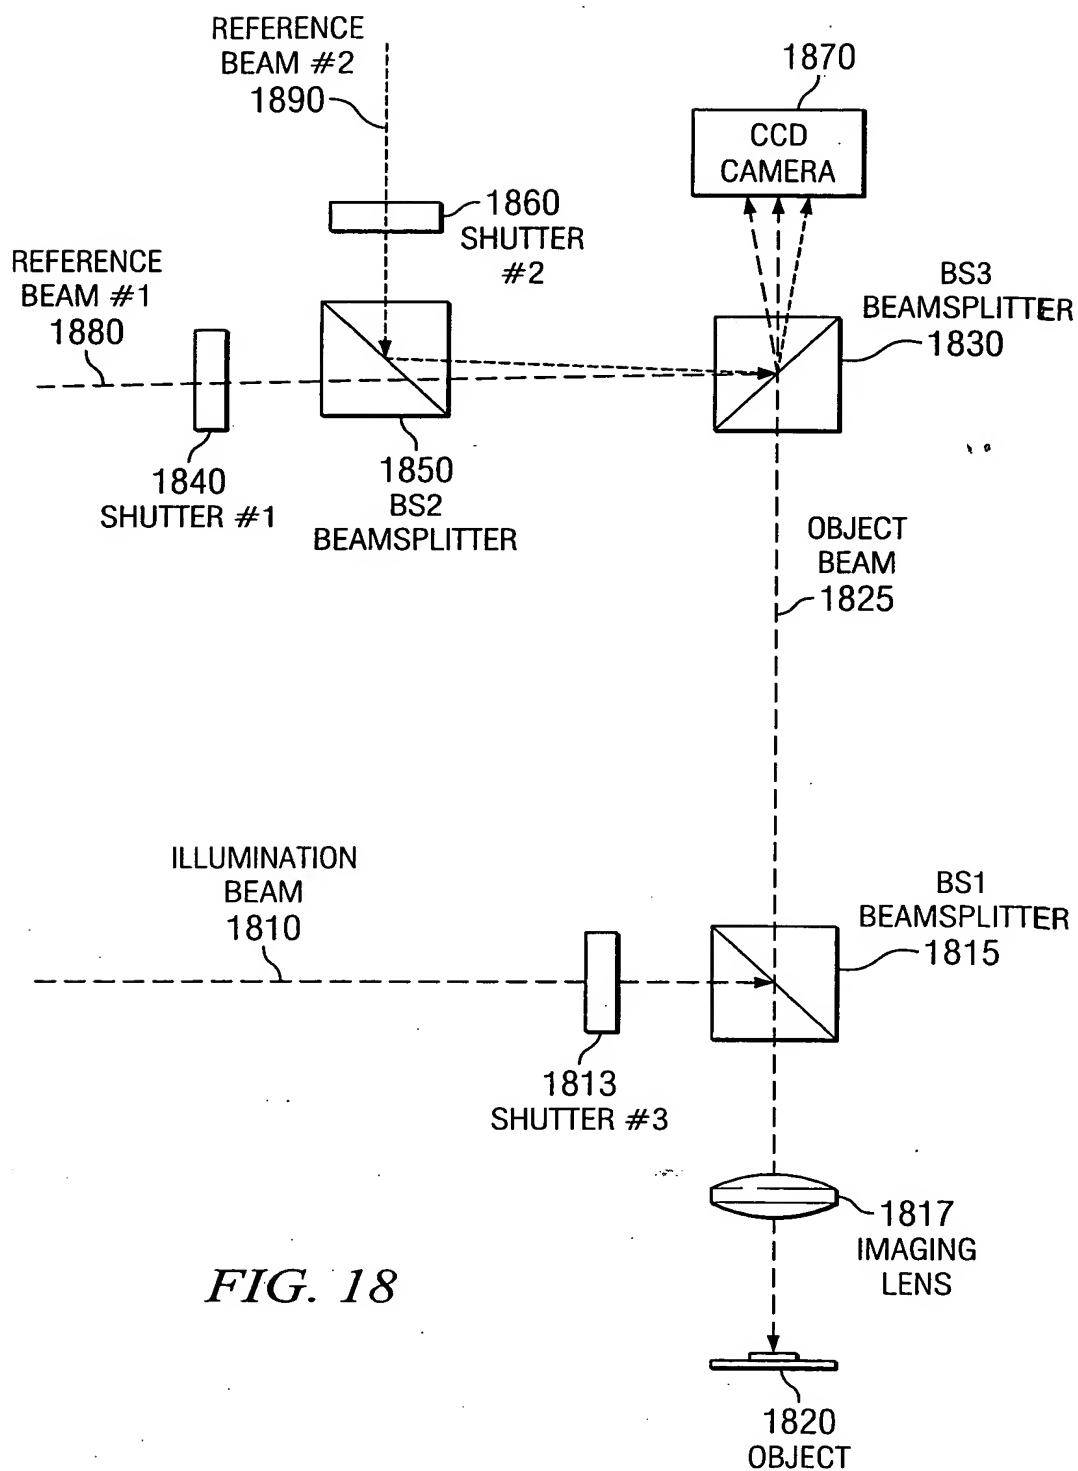 REFERENCE
BEAM #2
1890
1870
CCD
CAMERA
1860
SHUTTER
#2
REFERENCE
BEAM #1
1880
BS3
BEAMSPLITTER
1830
1840
SHUTTER #1
1850
BS2
BEAMSPLITTER
OBJECT
BEAM
1825
ILLUMINATION
BEAM
1810
BS1
BEAMSPLITTER
1815
1813
SHUTTER #3
1817
IMAGING
LENS
FIG. 18
1820
OBJECT